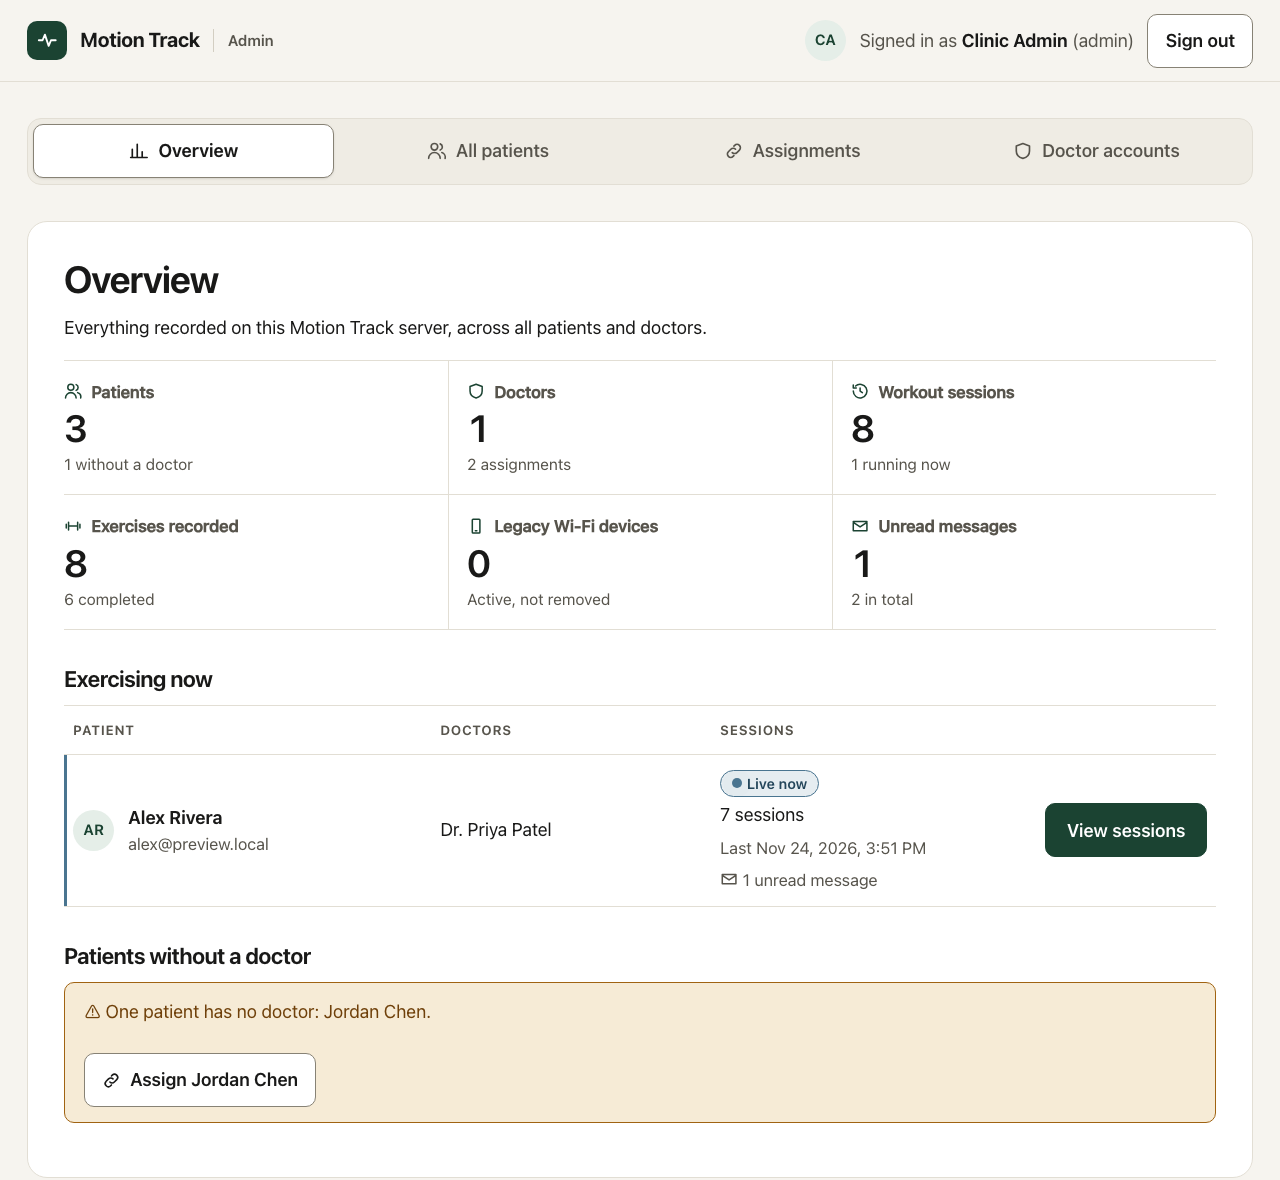 Motion Track
Admin
CA
Signed in as Clinic Admin (admin)
Sign out
Overview
All patients
Assignments
Doctor accounts
Overview
Everything recorded on this Motion Track server, across all patients and doctors.
Patients
3
1 without a doctor
Doctors
1
2 assignments
Workout sessions
8
1 running now
Exercises recorded
8
6 completed
Legacy Wi-Fi devices
0
Active, not removed
Unread messages
1
2 in total
Exercising now
PATIENT
DOCTORS
SESSIONS
AR
Alex Rivera
alex@preview.local
Dr. Priya Patel
Live now
7 sessions
Last Nov 24, 2026, 3:51 PM
1 unread message
View sessions
Patients without a doctor
One patient has no doctor: Jordan Chen.
Assign Jordan Chen